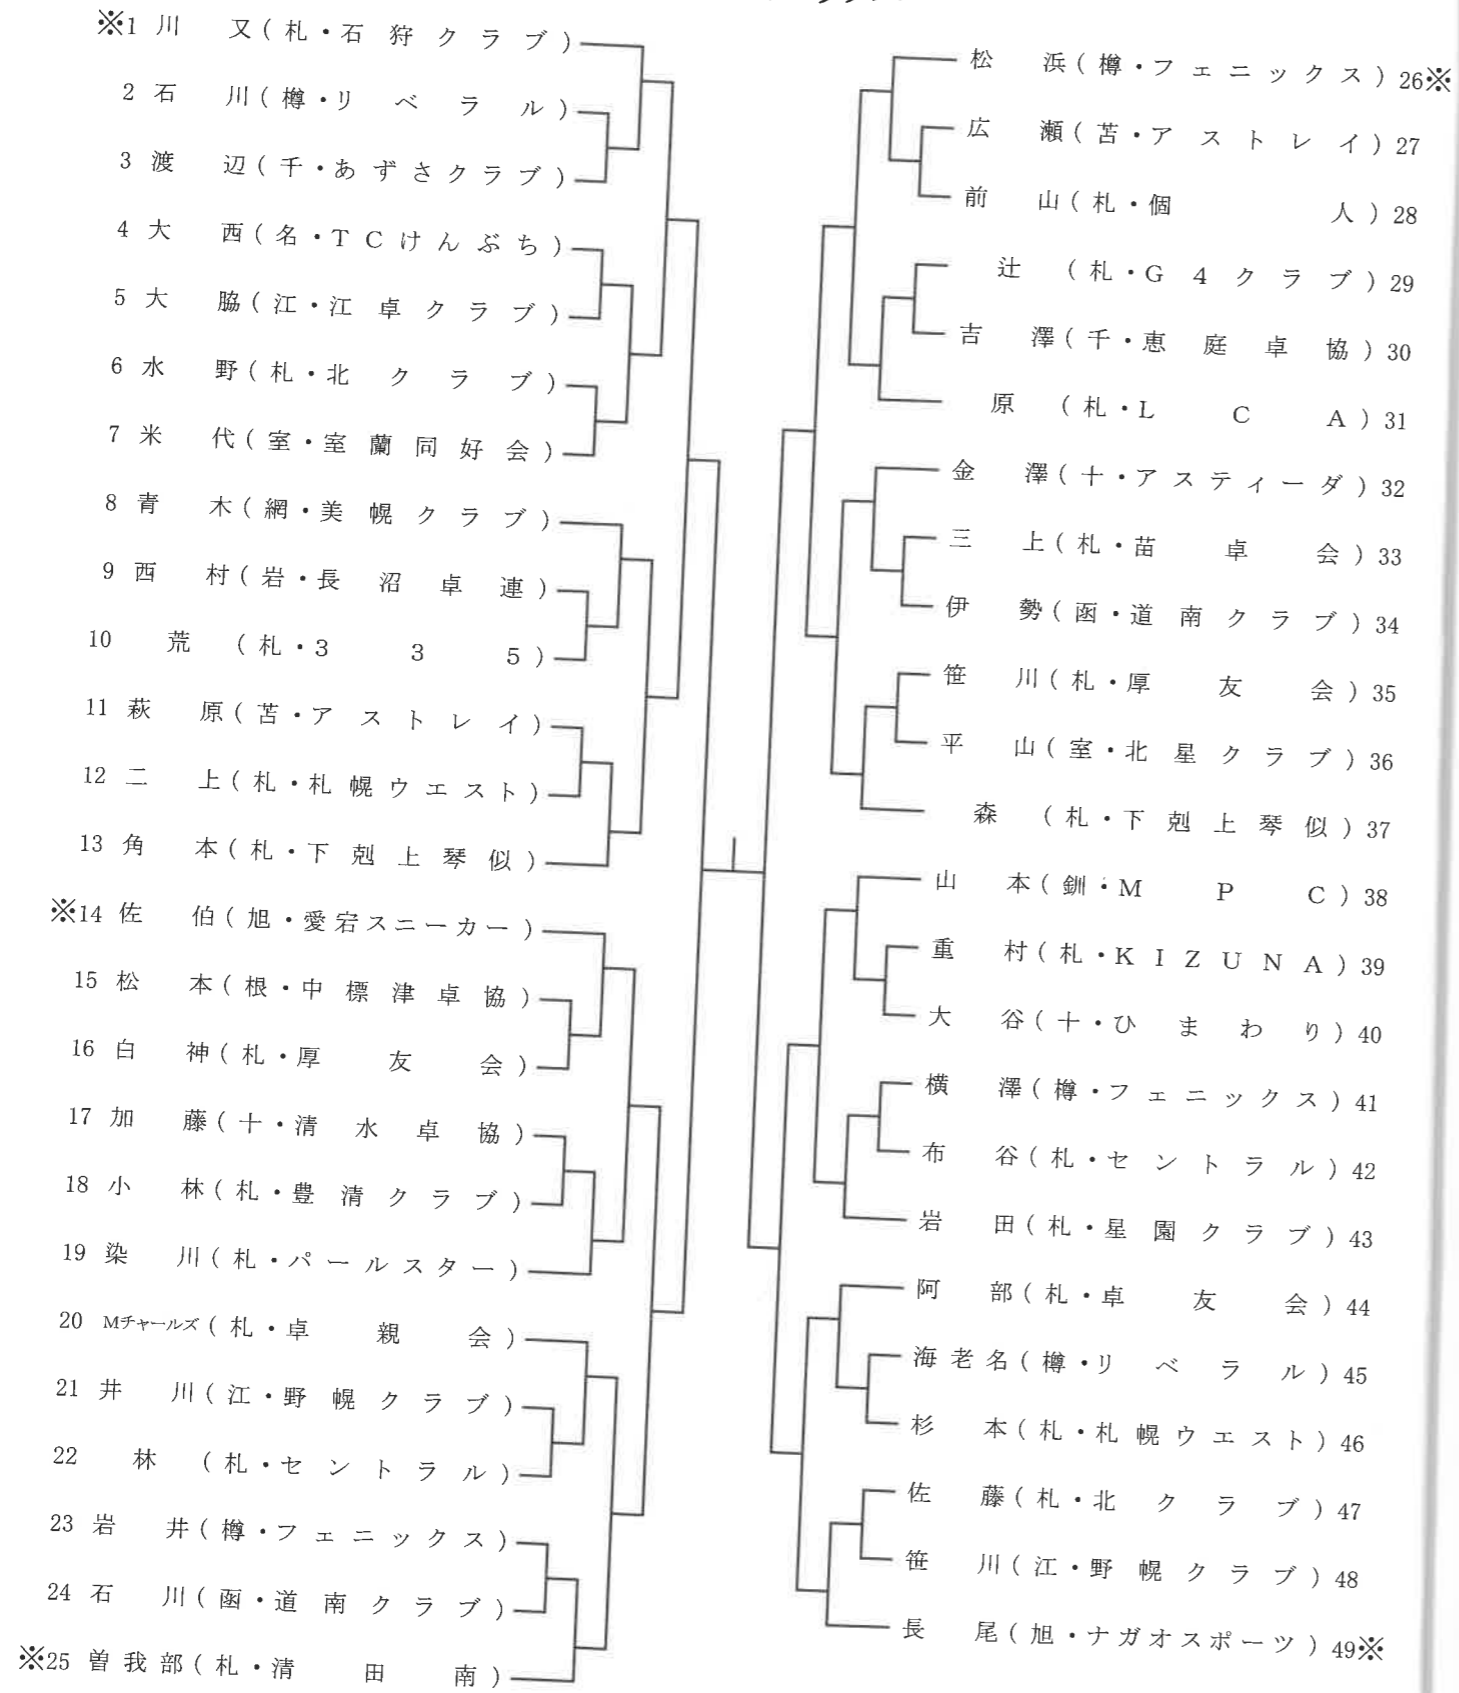 ※1 川 又(札・石狩クラブ)
2 石 川(樽・リベラル)
3 渡 辺(千・あずさクラブ)
4 大 西(名・TCけんぶち)
5 大 脇(江・江卓クラブ)
6 水 野(札・北クラブ)
7 米 代(室・室蘭同好会)
8 青 木(網・美幌クラブ)
9 西 村(岩・長沼卓連)
10 荒 (札・335)
11 萩 原(苫・アストレイ)
12 二 上(札・札幌ウエスト)
13 角 本(札・下剋上琴似)
※14 佐 伯(旭・愛宕スニーカー)
15 松 本(根・中標津卓協)
16 白 神(札・厚友会)
17 加 藤(十・清水卓協)
18 小 林(札・豊清クラブ)
19 染 川(札・パールスター)
20 Mチャールズ(札・卓親会)
21 井 川(江・野幌クラブ)
22 林 (札・セントラル)
23 岩 井(樽・フェニックス)
24 石 川(函・道南クラブ)
※25 曽我部(札・清田南)
松 浜(樽・フェニックス)26※
広 瀬(苫・アストレイ)27
前 山(札・個人)28
辻 (札・G4クラブ)29
吉 澤(千・恵庭卓協)30
原 (札・LCA)31
金 澤(十・アスティーダ)32
三 上(札・苗卓会)33
伊 勢(函・道南クラブ)34
笹 川(札・厚友会)35
平 山(室・北星クラブ)36
森 (札・下剋上琴似)37
山 本(釧・MPC)38
重 村(札・KIZUNA)39
大 谷(十・ひまわり)40
横 澤(樽・フェニックス)41
布 谷(札・セントラル)42
岩 田(札・星園クラブ)43
阿 部(札・卓友会)44
海老名(樽・リベラル)45
杉 本(札・札幌ウエスト)46
佐 藤(札・北クラブ)47
笹 川(江・野幌クラブ)48
長 尾(旭・ナガオスポーツ)49※